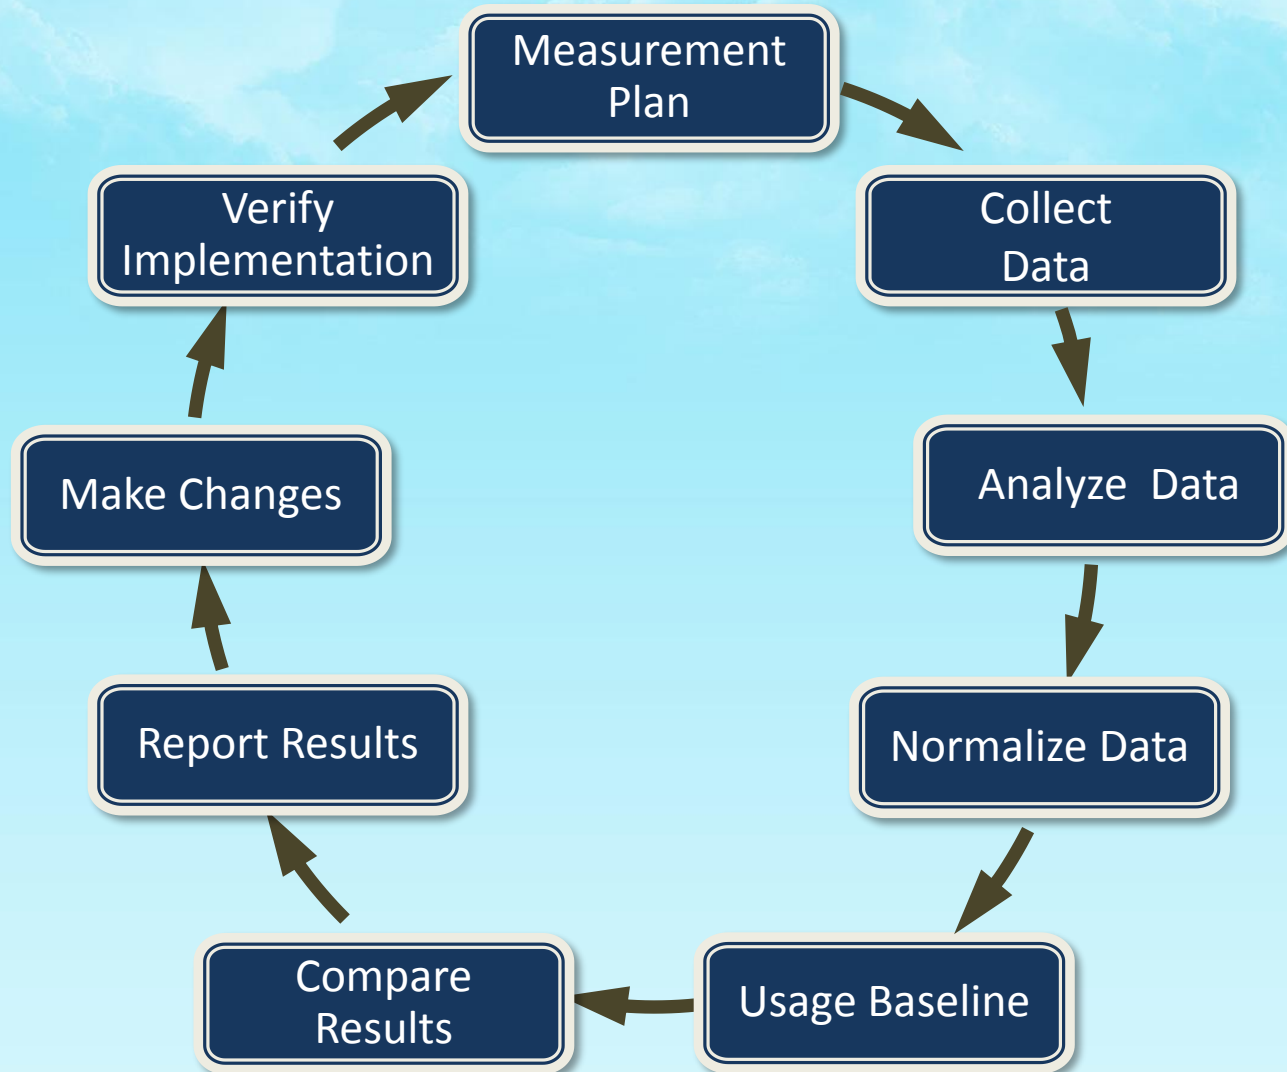 Measurement
Plan
Collect
Data
Analyze  Data
Normalize Data
Usage Baseline
Compare
Results
Report Results
Make Changes
Verify
Implementation